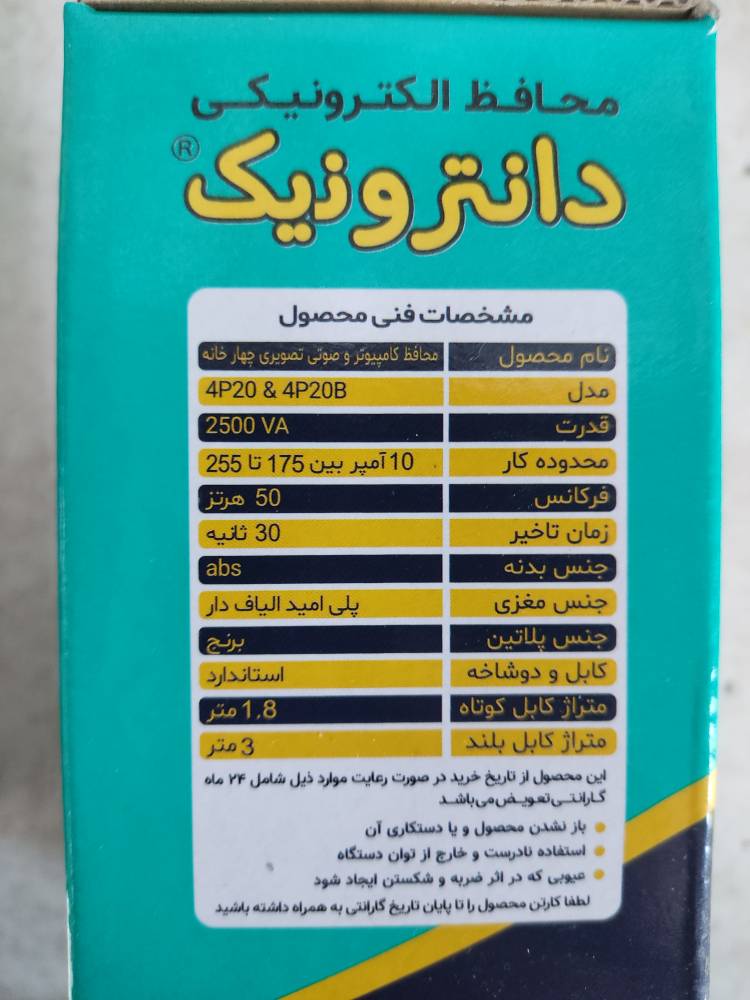 محافظ الکترونیکی
دانترونیک®
مشخصات فنی محصول
نام محصول محافظ کامپیوتر و صوتی تصویری چهار خانه
مدل 4P20 & 4P20B
قدرت 2500 VA
محدوده کار 10 آمپر بین 175 تا 255
فرکانس 50 هرتز
زمان تاخیر 30 ثانیه
جنس بدنه abs
جنس مغزی پلی امید الیاف دار
جنس پلاتین برنج
کابل و دوشاخه استاندارد
متراژ کابل کوتاه 1.8 متر
متراژ کابل بلند 3 متر
این محصول از تاریخ خرید در صورت رعایت موارد ذیل شامل ۲۴ ماه
گارانتی تعویض می‌باشد
● باز نشدن محصول و یا دستکاری آن
● استفاده نادرست و خارج از توان دستگاه
● عیوبی که در اثر ضربه و شکستن ایجاد شود
لطفا کارتن محصول را تا پایان تاریخ گارانتی به همراه داشته باشید